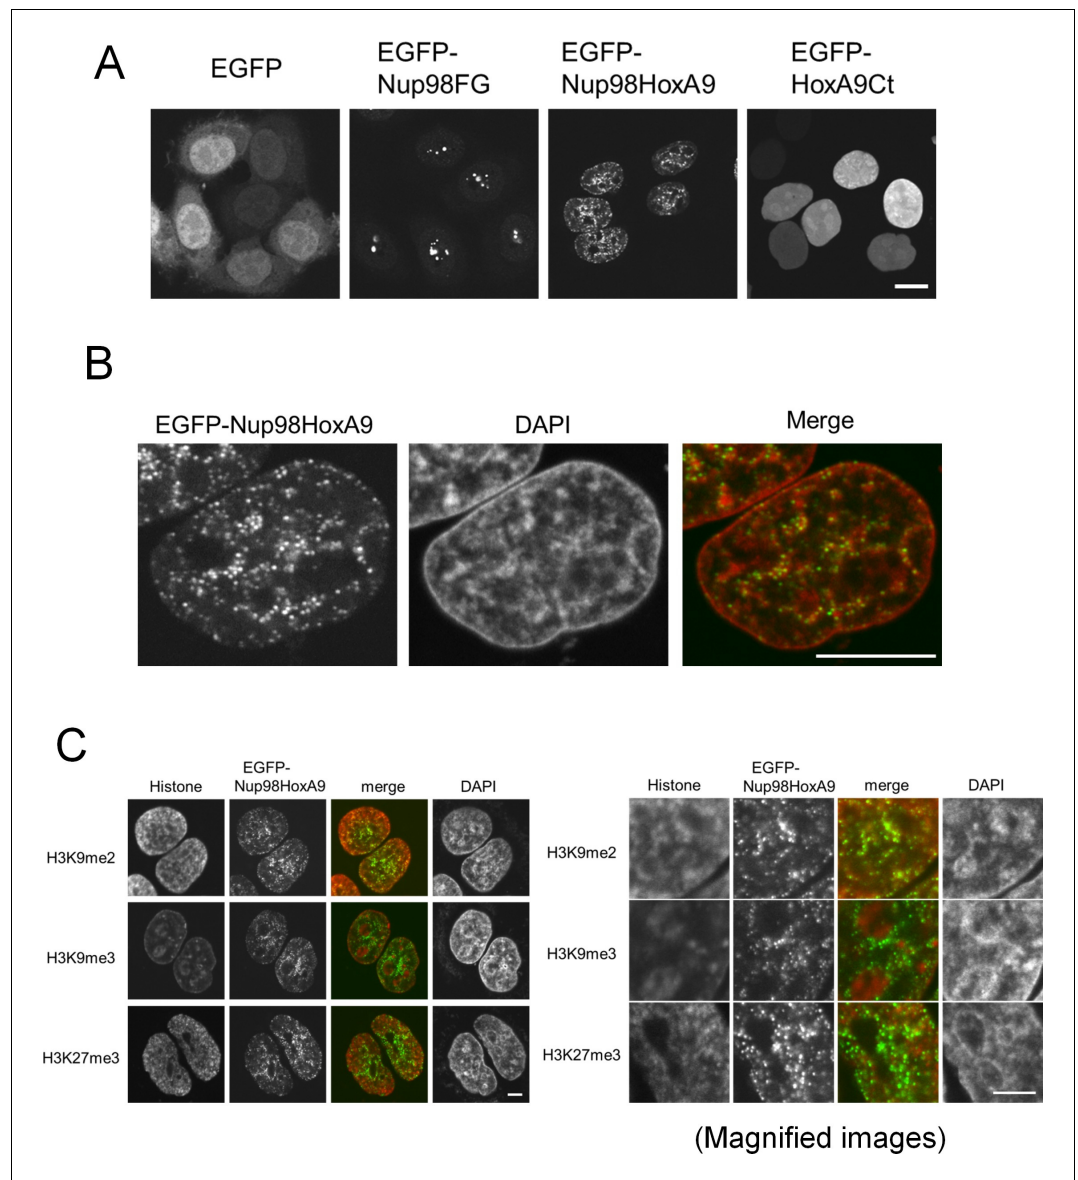 A
EGFP
EGFP-
Nup98FG
EGFP-
Nup98HoxA9
EGFP-
HoxA9Ct
B
EGFP-Nup98HoxA9
DAPI
Merge
C
Histone
EGFP-
Nup98HoxA9
merge
DAPI
H3K9me2
H3K9me3
H3K27me3
Histone
EGFP-
Nup98HoxA9
merge
DAPI
H3K9me2
H3K9me3
H3K27me3
(Magnified images)